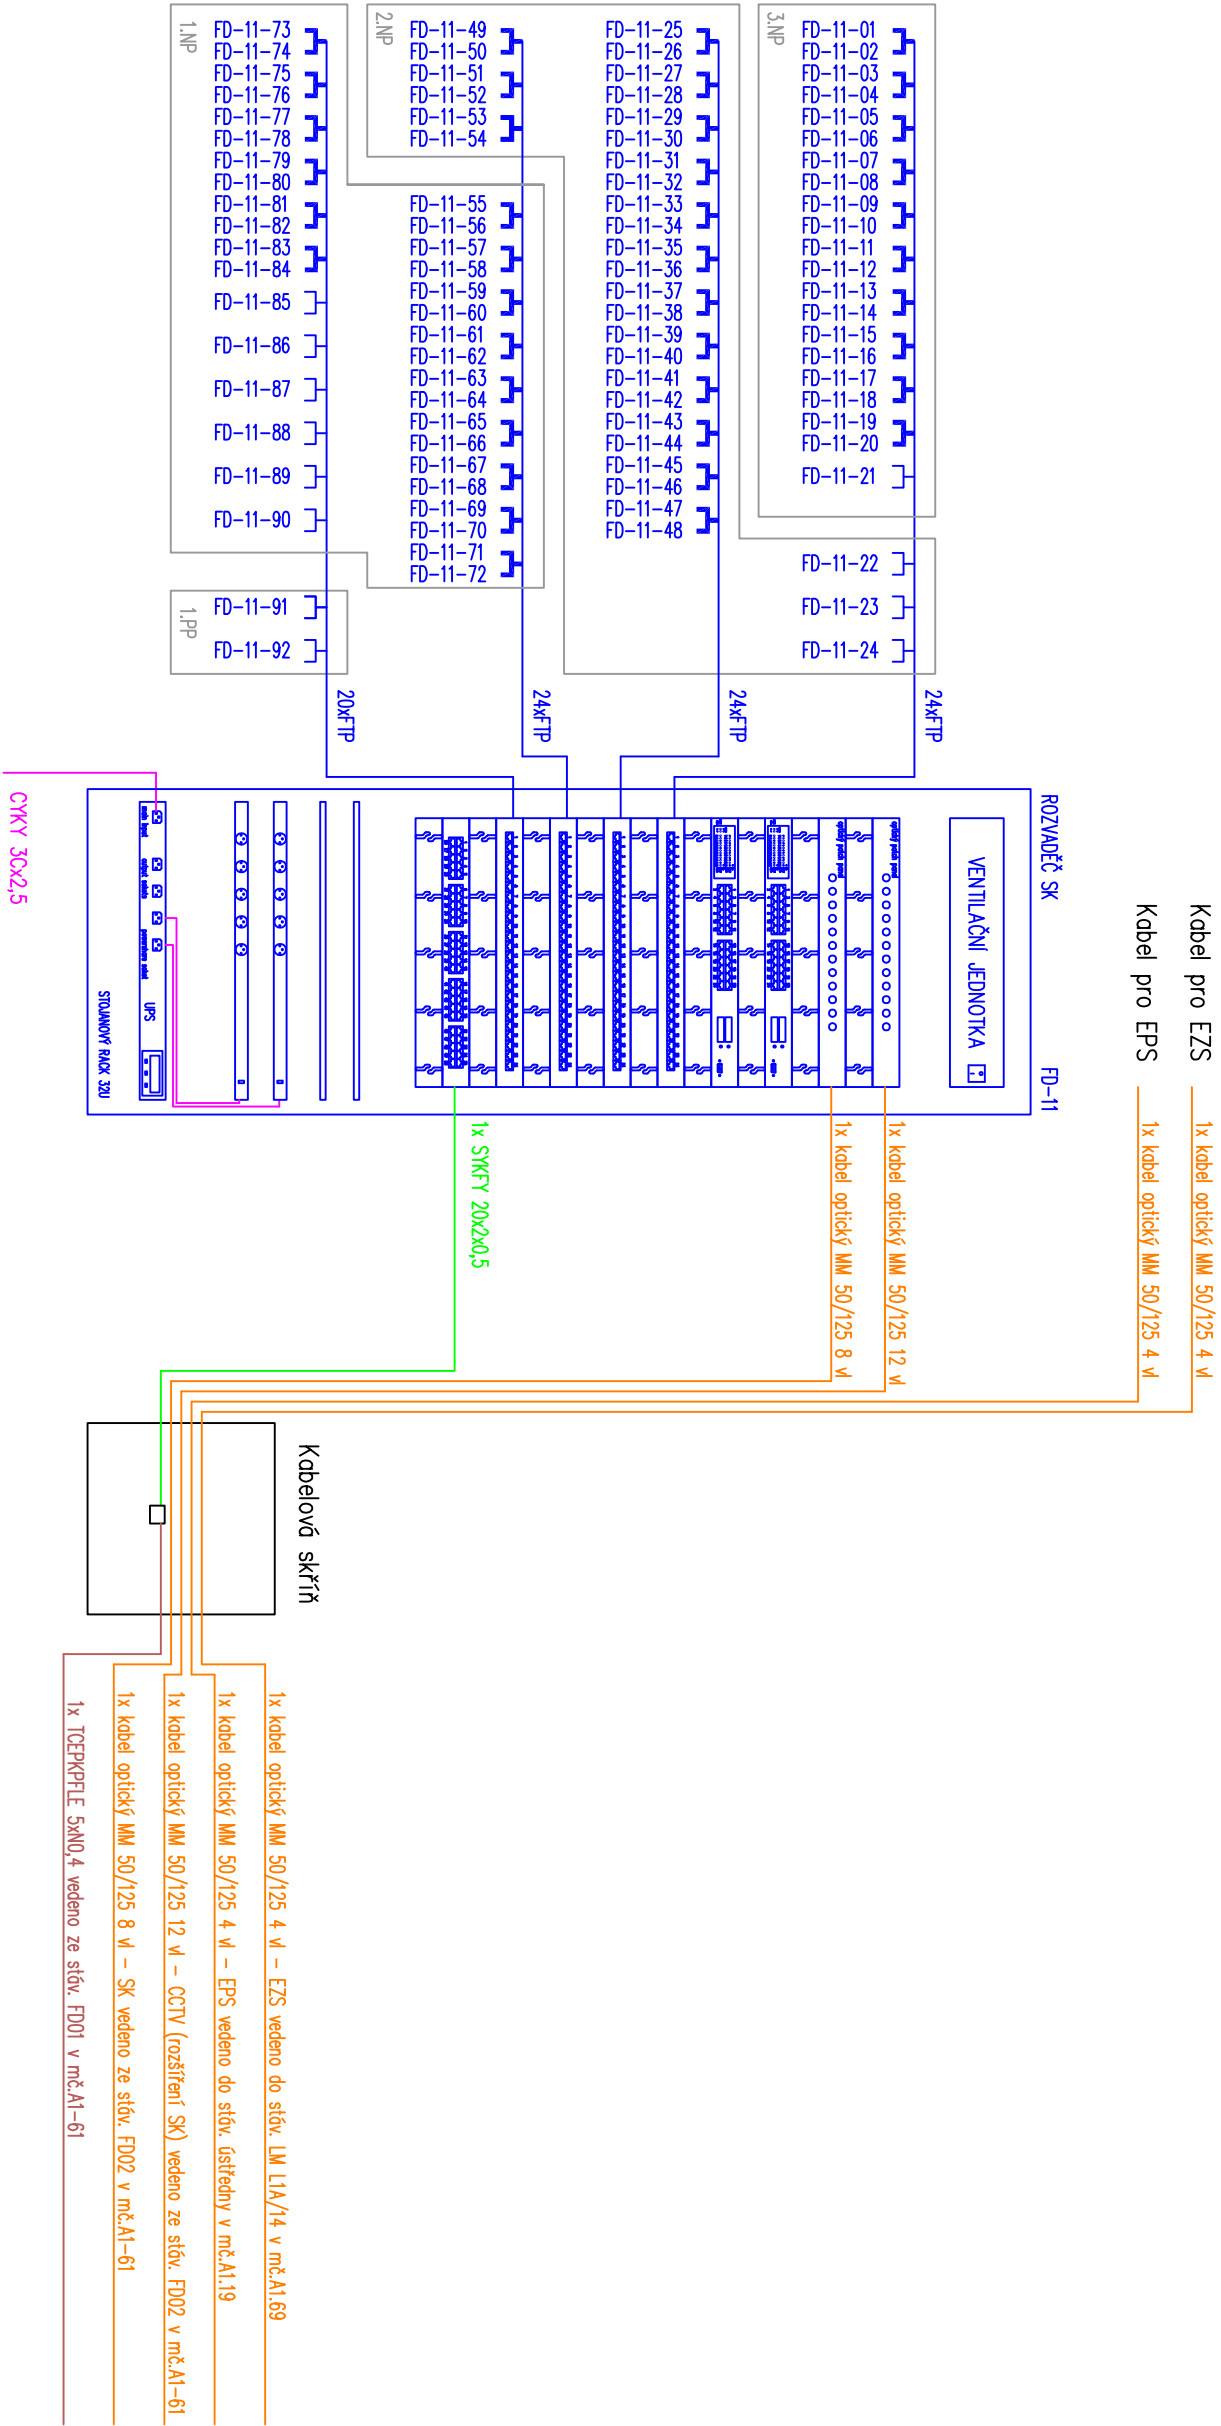 3.NP
FD-11-01
FD-11-02
FD-11-03
FD-11-04
FD-11-05
FD-11-06
FD-11-07
FD-11-08
FD-11-09
FD-11-10
FD-11-11
FD-11-12
FD-11-13
FD-11-14
FD-11-15
FD-11-16
FD-11-17
FD-11-18
FD-11-19
FD-11-20
FD-11-21
FD-11-22
FD-11-23
FD-11-24
24xFTP
FD-11-25
FD-11-26
FD-11-27
FD-11-28
FD-11-29
FD-11-30
FD-11-31
FD-11-32
FD-11-33
FD-11-34
FD-11-35
FD-11-36
FD-11-37
FD-11-38
FD-11-39
FD-11-40
FD-11-41
FD-11-42
FD-11-43
FD-11-44
FD-11-45
FD-11-46
FD-11-47
FD-11-48
24xFTP
2.NP
FD-11-49
FD-11-50
FD-11-51
FD-11-52
FD-11-53
FD-11-54
FD-11-55
FD-11-56
FD-11-57
FD-11-58
FD-11-59
FD-11-60
FD-11-61
FD-11-62
FD-11-63
FD-11-64
FD-11-65
FD-11-66
FD-11-67
FD-11-68
FD-11-69
FD-11-70
FD-11-71
FD-11-72
24xFTP
1.NP
FD-11-73
FD-11-74
FD-11-75
FD-11-76
FD-11-77
FD-11-78
FD-11-79
FD-11-80
FD-11-81
FD-11-82
FD-11-83
FD-11-84
FD-11-85
FD-11-86
FD-11-87
FD-11-88
FD-11-89
FD-11-90
1.PP
FD-11-91
FD-11-92
20xFTP
Kabel pro EZS
1x kabel optický MM 50/125 4 vl
Kabel pro EPS
1x kabel optický MM 50/125 4 vl
ROZVADĚČ SK
FD-11
VENTILAČNÍ JEDNOTKA
optický patch panel
optický patch panel
1x kabel optický MM 50/125 12 vl
1x kabel optický MM 50/125 8 vl
1x SYKFY 20x2x0,5
UPS
STOJANOVÝ RACK 32U
CYKY 3Cx2,5
Kabelová skříň
1x kabel optický MM 50/125 4 vl - EZS vedeno do stáv. LM L1A/14 v mč.A1.69
1x kabel optický MM 50/125 4 vl - EPS vedeno do stáv. ústředny v mč.A1.19
1x kabel optický MM 50/125 12 vl - CCTV (rozšíření SK) vedeno ze stáv. FD02 v mč.A1-61
1x kabel optický MM 50/125 8 vl - SK vedeno ze stáv. FD02 v mč.A1-61
1x TCEPKPFLE 5xN0,4 vedeno ze stáv. FD01 v mč.A1-61